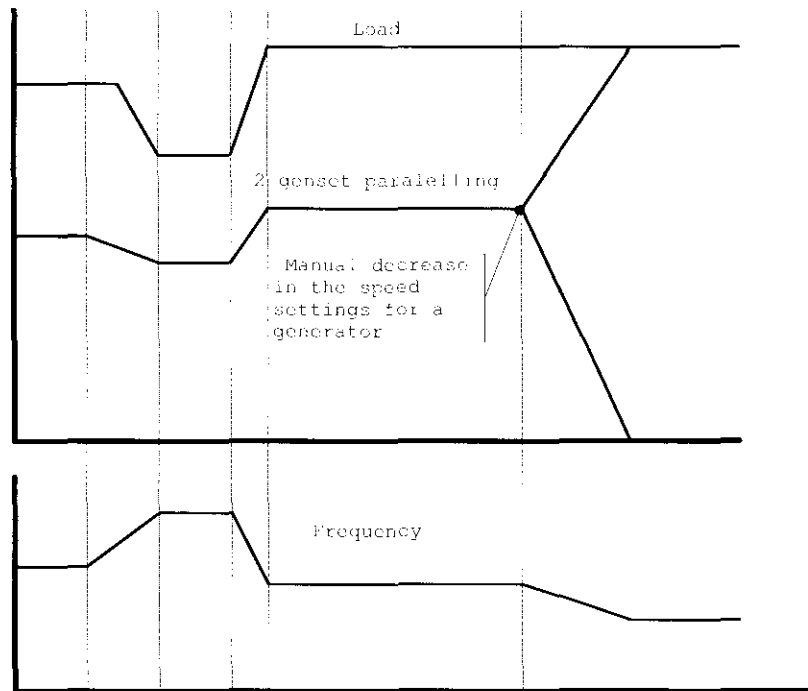 Load
2 genset paralelling
Manual decrease
in the speed
settings for a
generator
Frequency